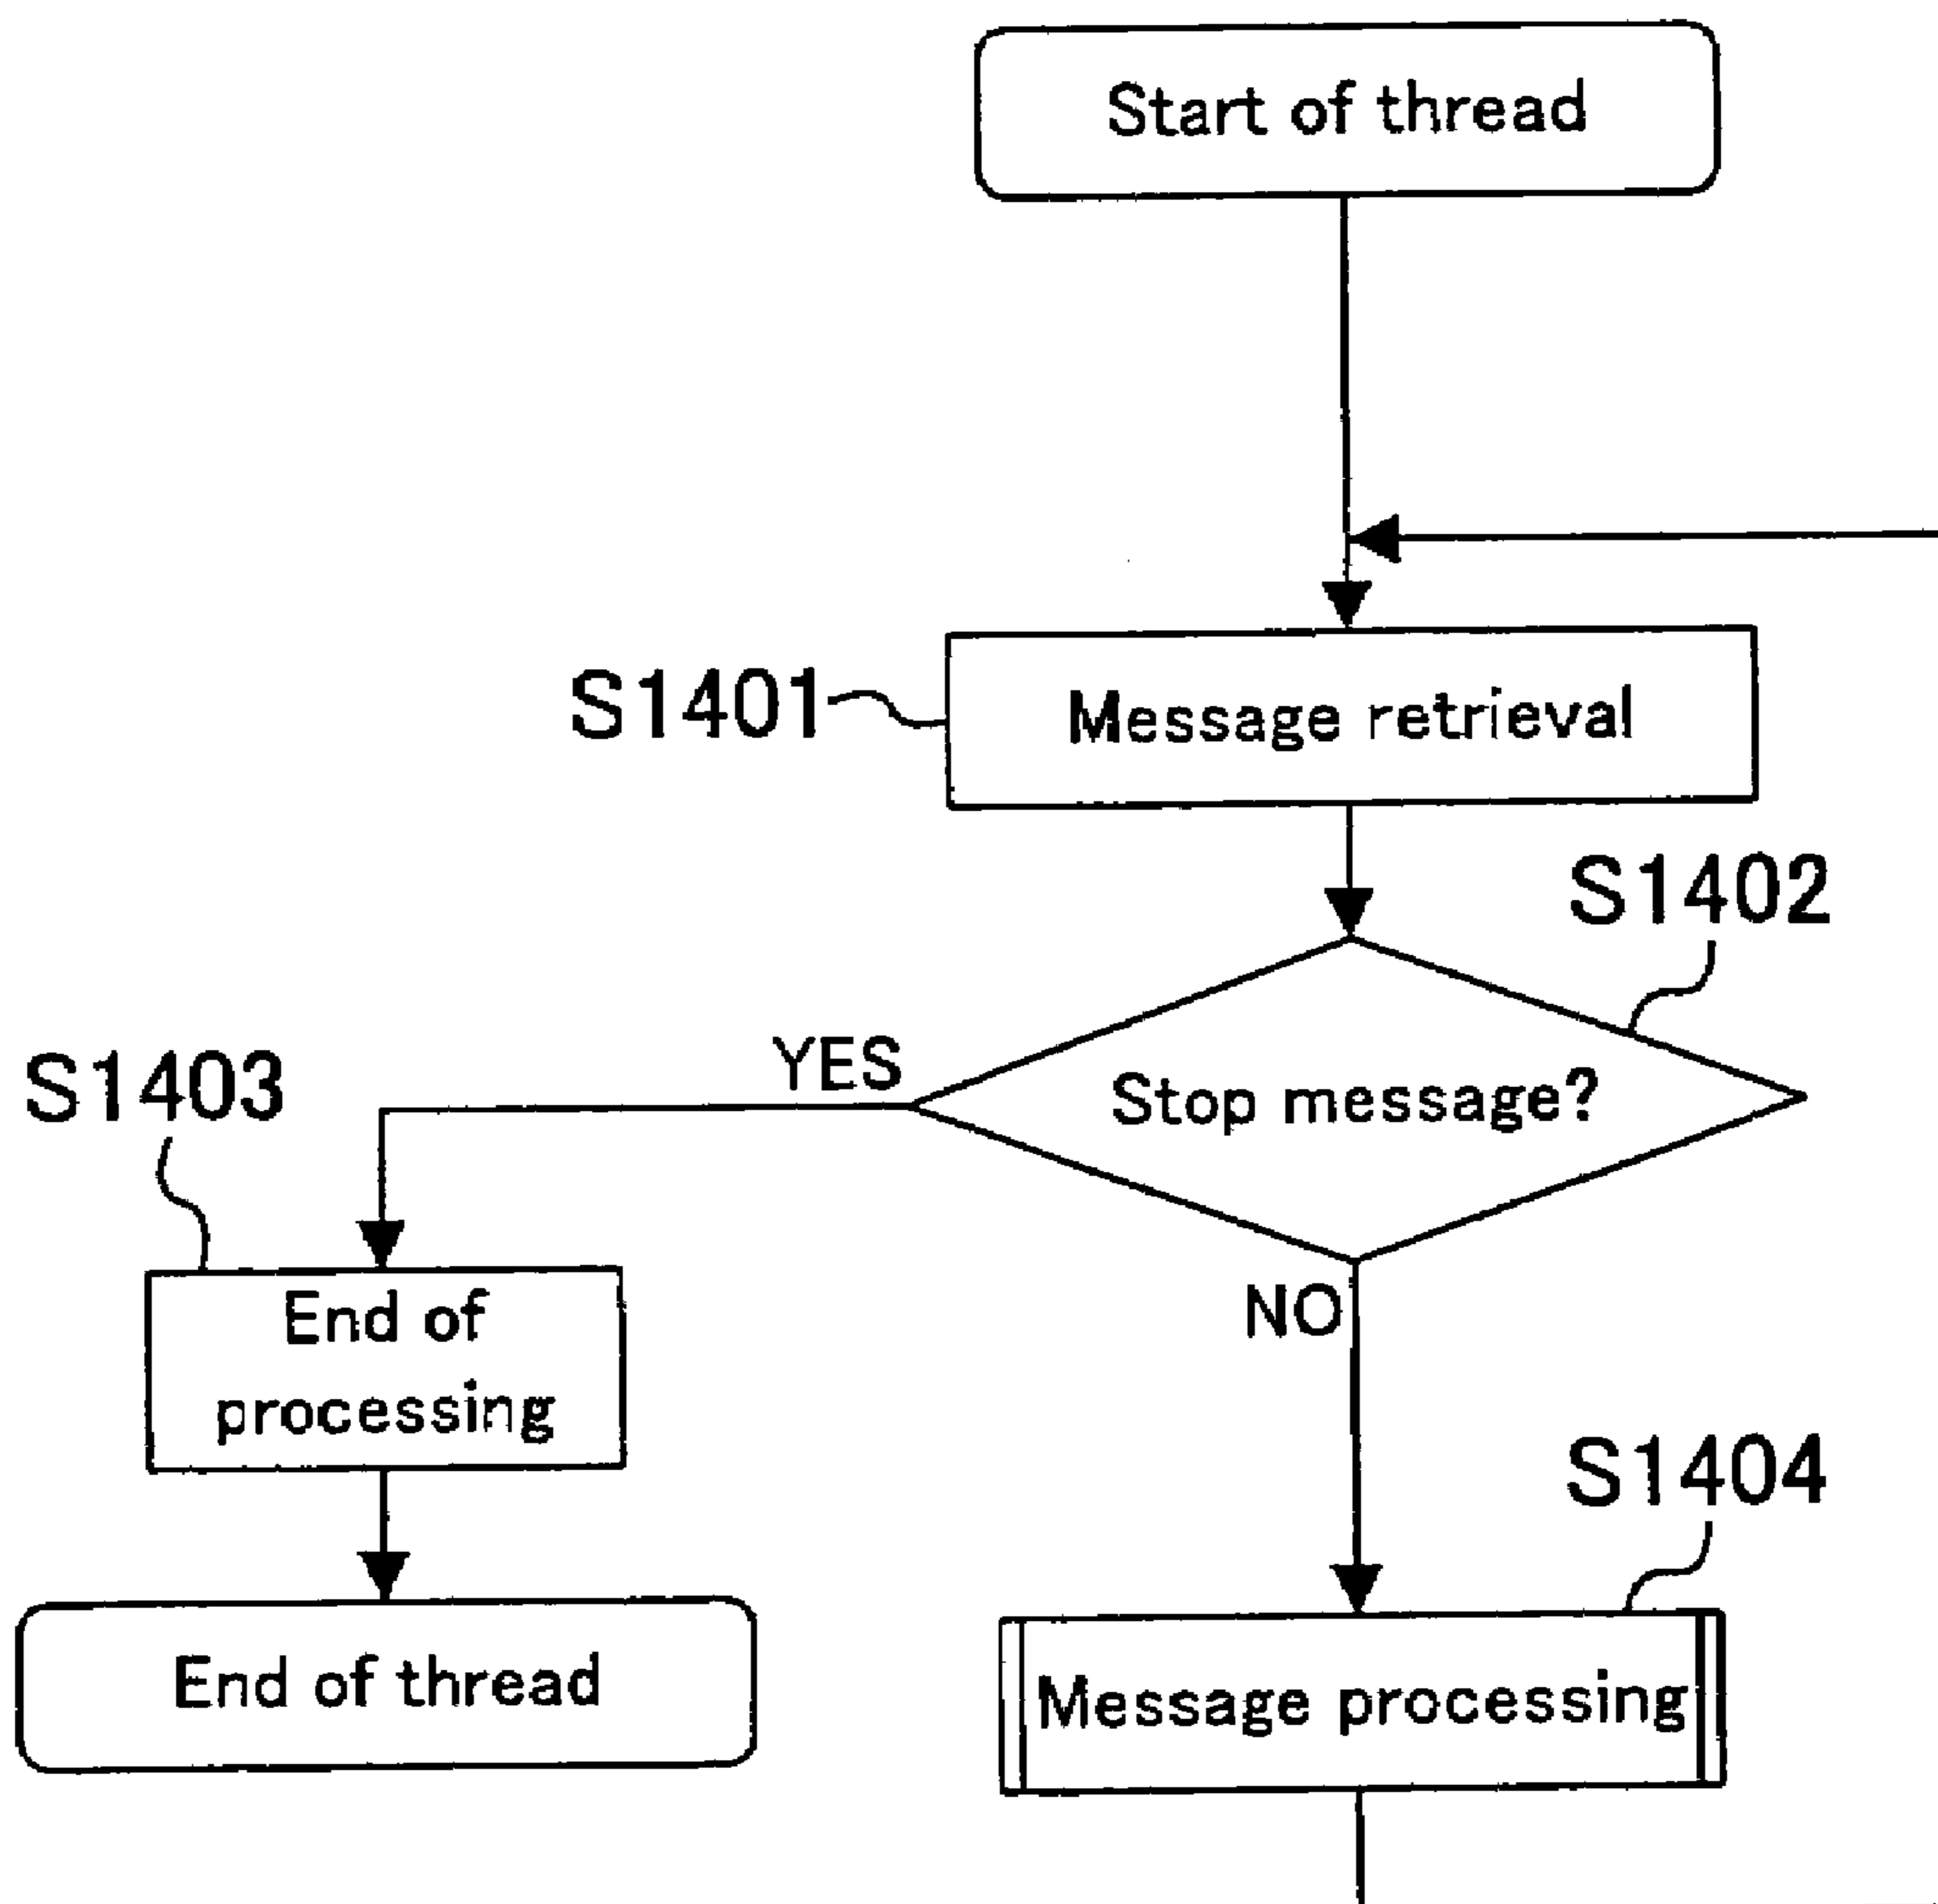 Start of thread
S1401
Message retrieval
S1402
Stop message?
YES
S1403
NO
End of
processing
S1404
End of thread
Message processing